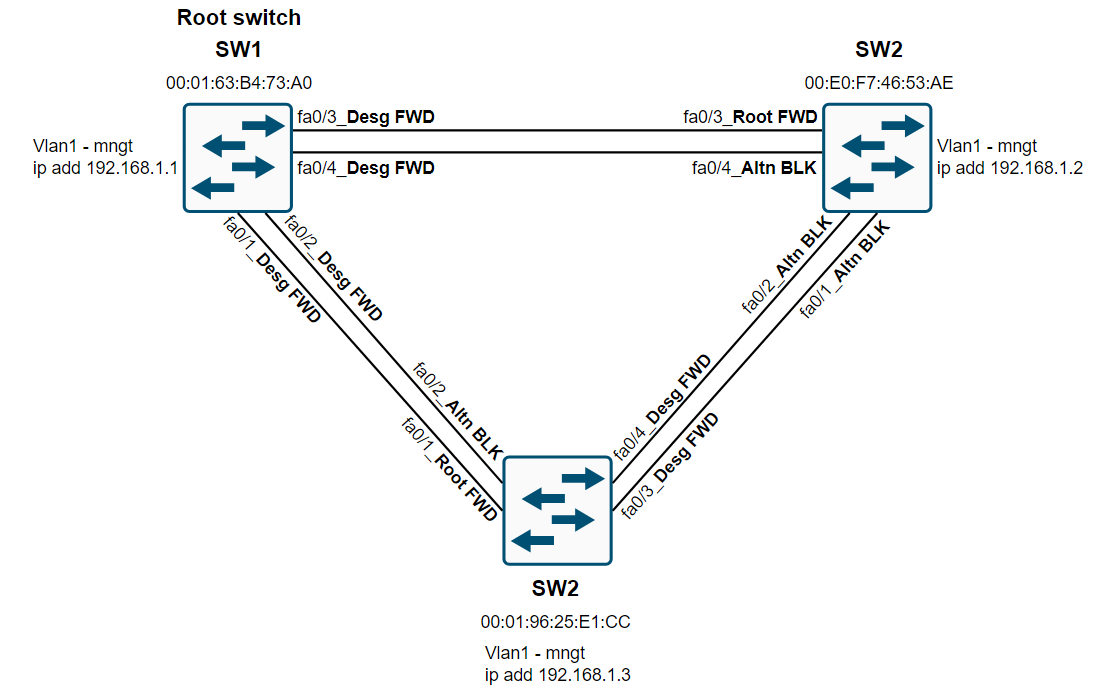 Root switch
SW1
SW2
00:01:63:B4:73:A0
00:E0:F7:46:53:AE
fa0/3_Desg FWD
fa0/3_Root FWD
Vlan1 - mngt
ip add 192.168.1.1
Vlan1 - mngt
ip add 192.168.1.2
fa0/4_Desg FWD
fa0/4_Altn BLK
fa0/1_Desg FWD
fa0/2_Desg FWD
fa0/2_Altn BLK
fa0/1_Altn BLK
fa0/2_Altn BLK
fa0/1_Root FWD
fa0/4_Desg FWD
fa0/3_Desg FWD
SW2
00:01:96:25:E1:CC
Vlan1 - mngt
ip add 192.168.1.3